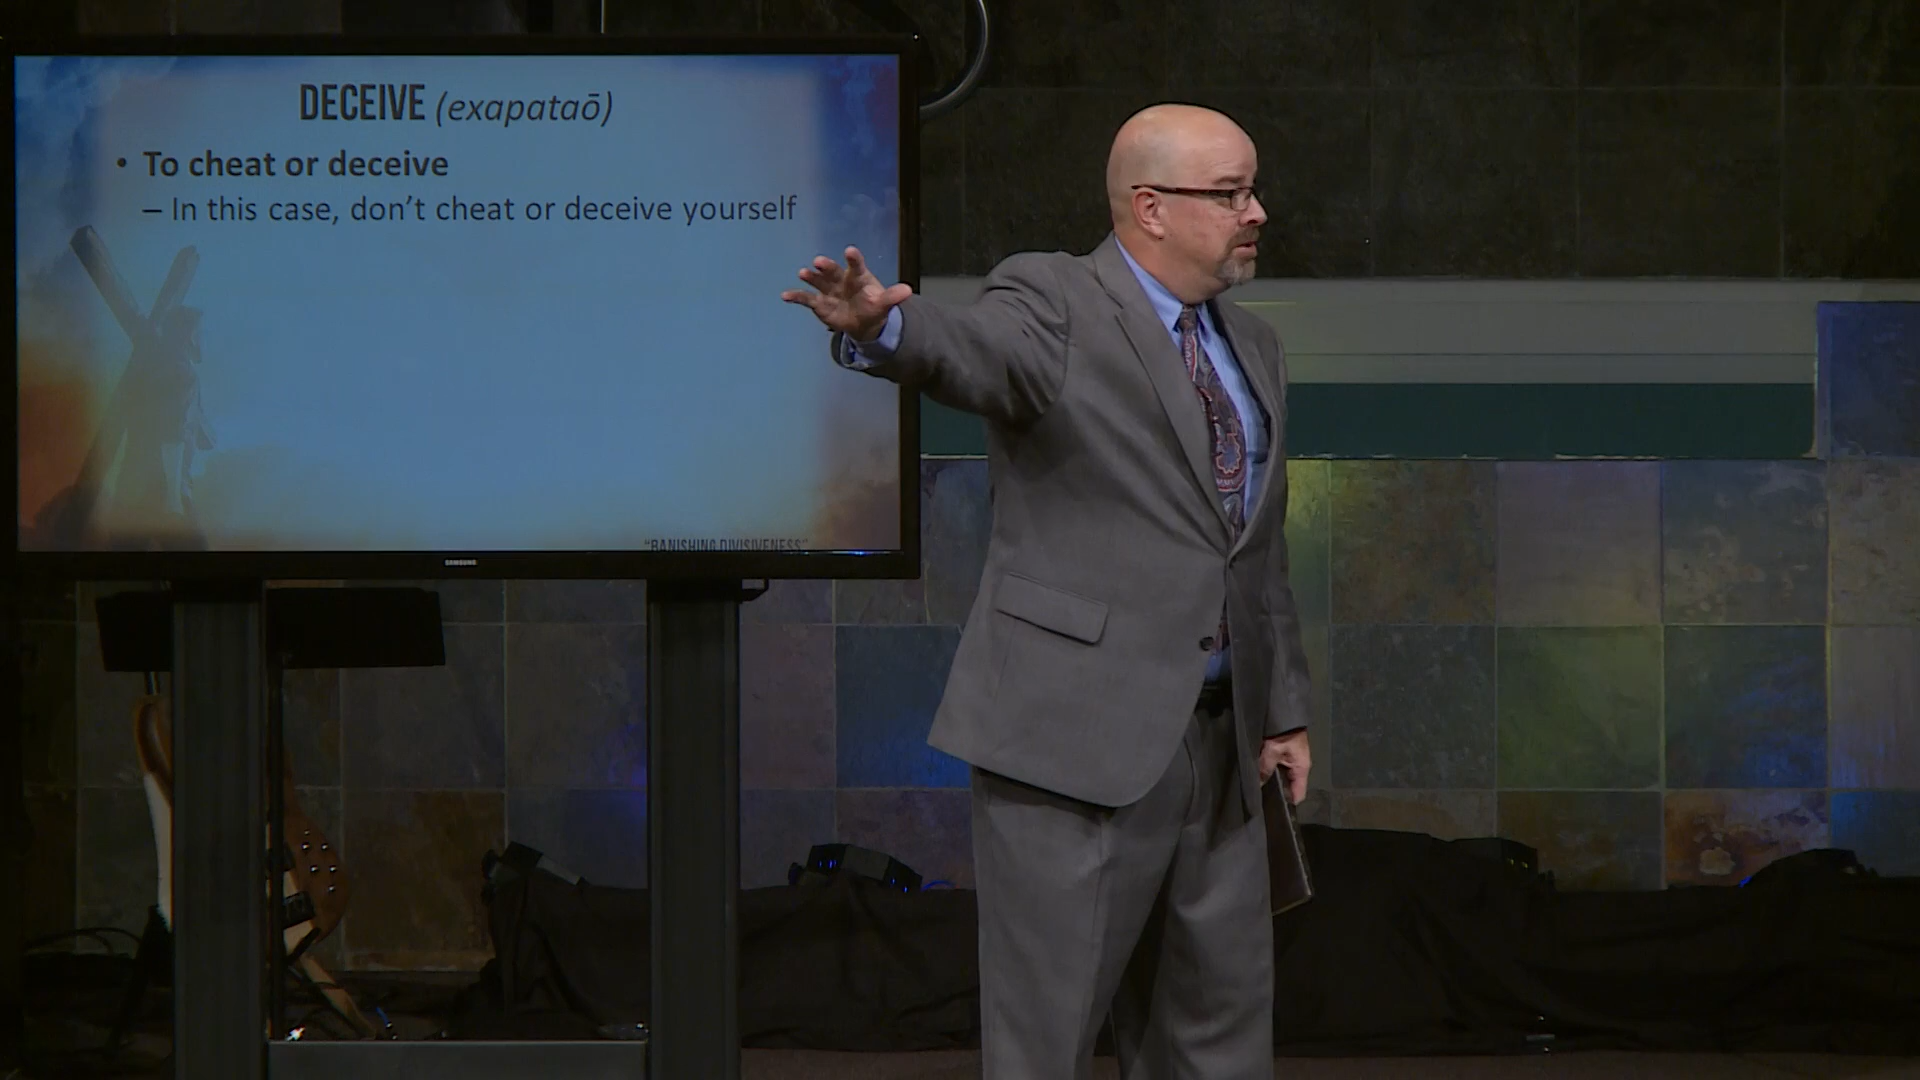 DECEIVE (exapataō)
• To cheat or deceive
– In this case, don't cheat or deceive yourself
"BANISHING DIVISIVENESS"
SAMSUNG